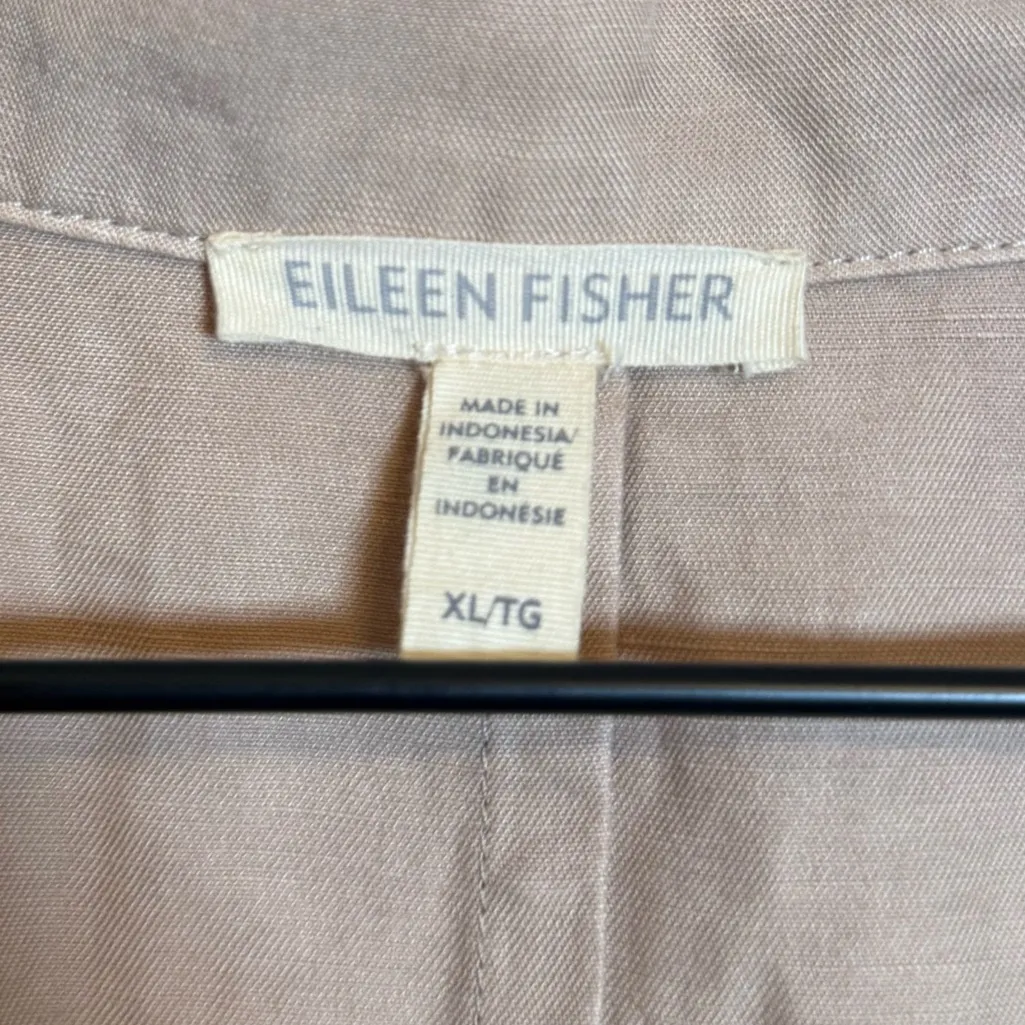 EILEEN FISHER
MADE IN
INDONESIA/
FABRIQUÉ
EN
INDONÉSIE
XL/TG